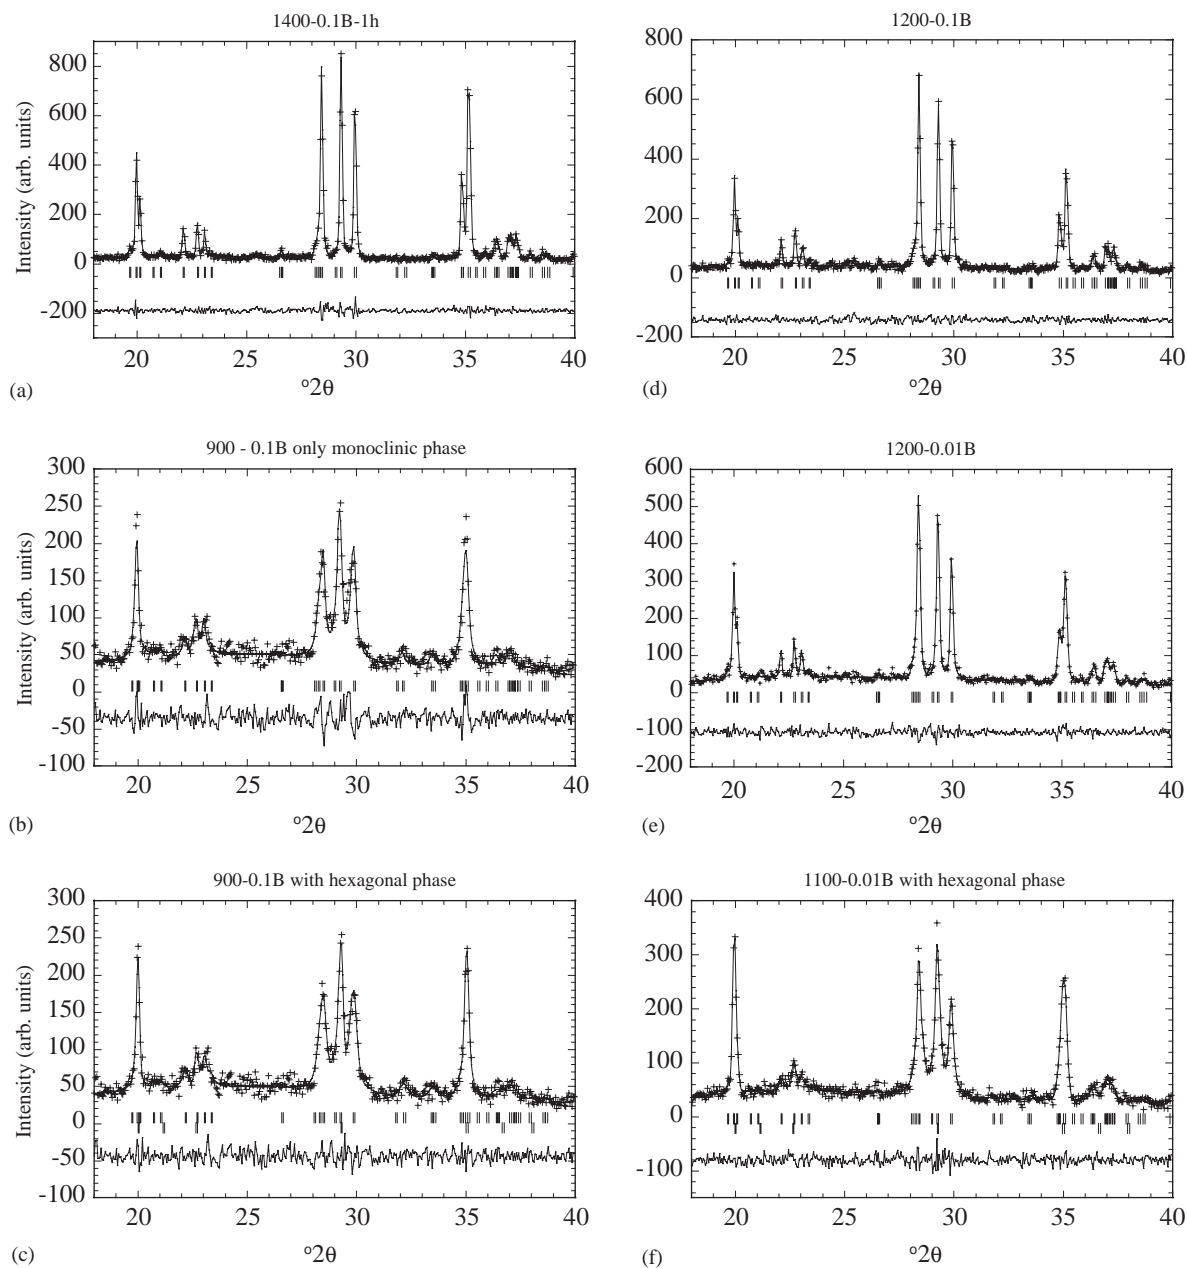 1400-0.1B-1h
800
600
400
200
0
-200
Intensity (arb. units)
20 25 30 35 40
°2θ
(a)
1200-0.1B
800
600
400
200
0
-200
20 25 30 35 40
°2θ
(d)
900 - 0.1B only monoclinic phase
300
250
200
150
100
50
0
-50
-100
Intensity (arb. units)
20 25 30 35 40
°2θ
(b)
1200-0.01B
600
500
400
300
200
100
0
-100
-200
20 25 30 35 40
°2θ
(e)
900-0.1B with hexagonal phase
300
250
200
150
100
50
0
-50
-100
Intensity (arb. units)
20 25 30 35 40
°2θ
(c)
1100-0.01B with hexagonal phase
400
300
200
100
0
-100
20 25 30 35 40
°2θ
(f)